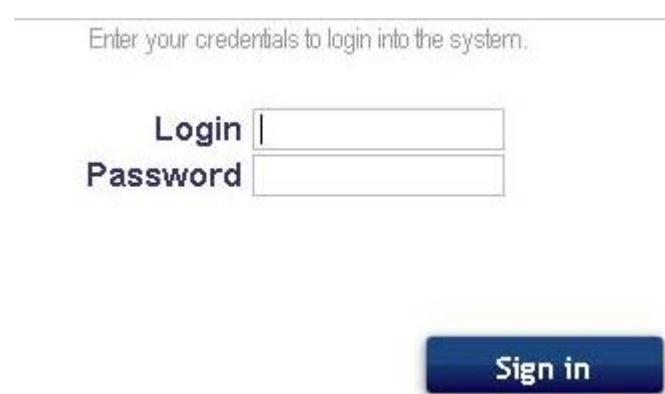 Enter your credentials to login into the system.
Login
Password
Sign in